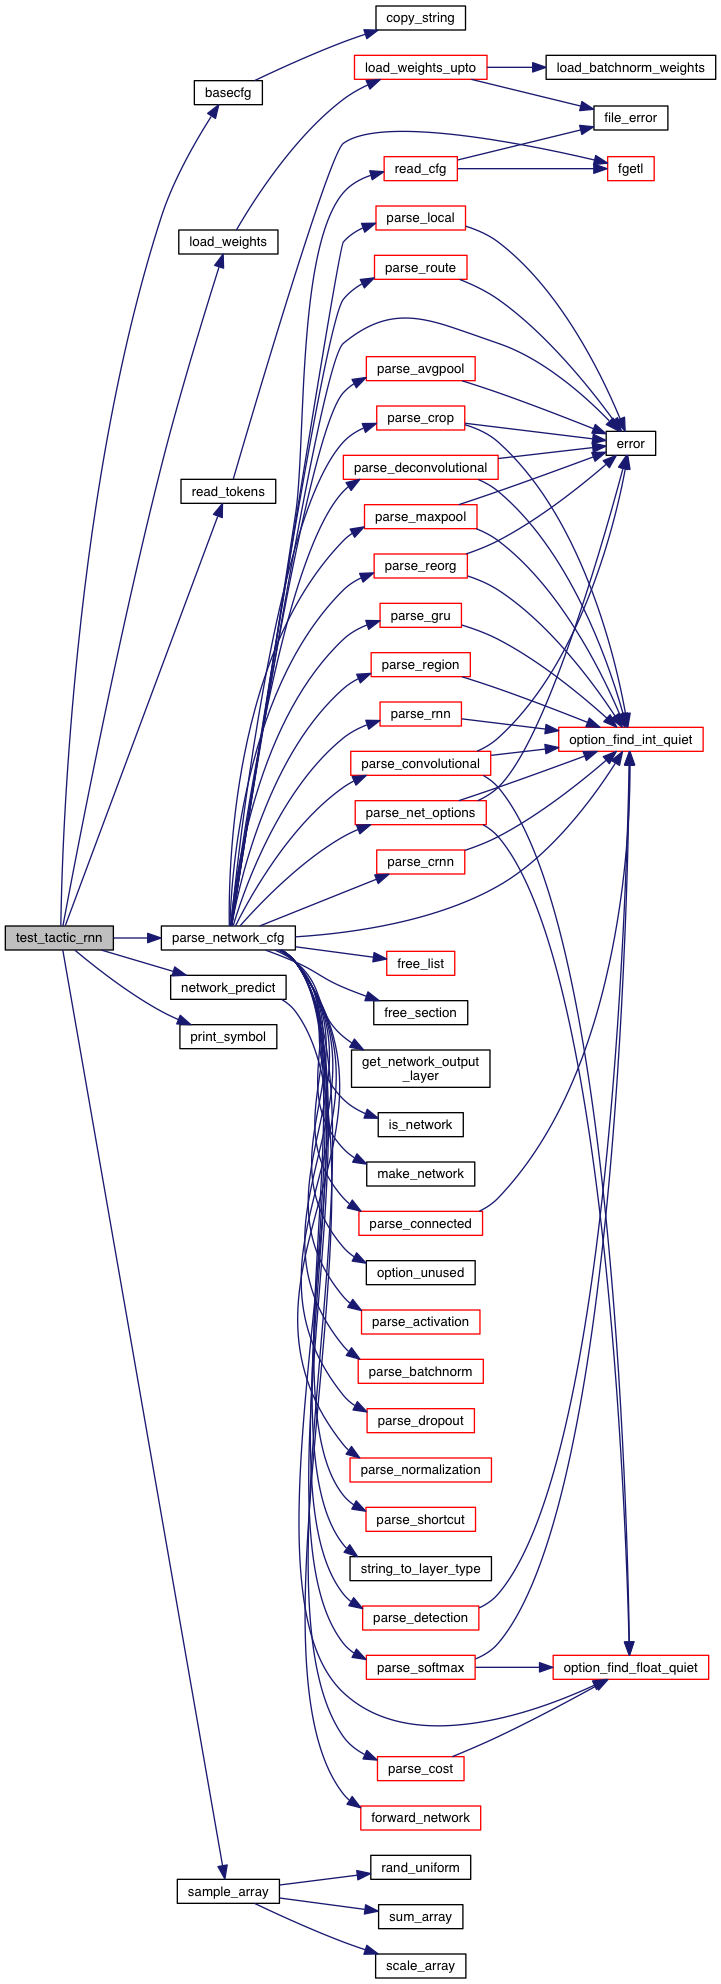 copy_string
load_weights_upto
load_batchnorm_weights
basecfg
file_error
read_cfg
fgetl
parse_local
load_weights
parse_route
parse_avgpool
parse_crop
error
parse_deconvolutional
read_tokens
parse_maxpool
parse_reorg
parse_gru
parse_region
parse_rnn
option_find_int_quiet
parse_convolutional
parse_net_options
parse_crnn
test_tactic_rnn
parse_network_cfg
free_list
network_predict
free_section
print_symbol
get_network_output
_layer
is_network
make_network
parse_connected
option_unused
parse_activation
parse_batchnorm
parse_dropout
parse_normalization
parse_shortcut
string_to_layer_type
parse_detection
parse_softmax
option_find_float_quiet
parse_cost
forward_network
rand_uniform
sample_array
sum_array
scale_array